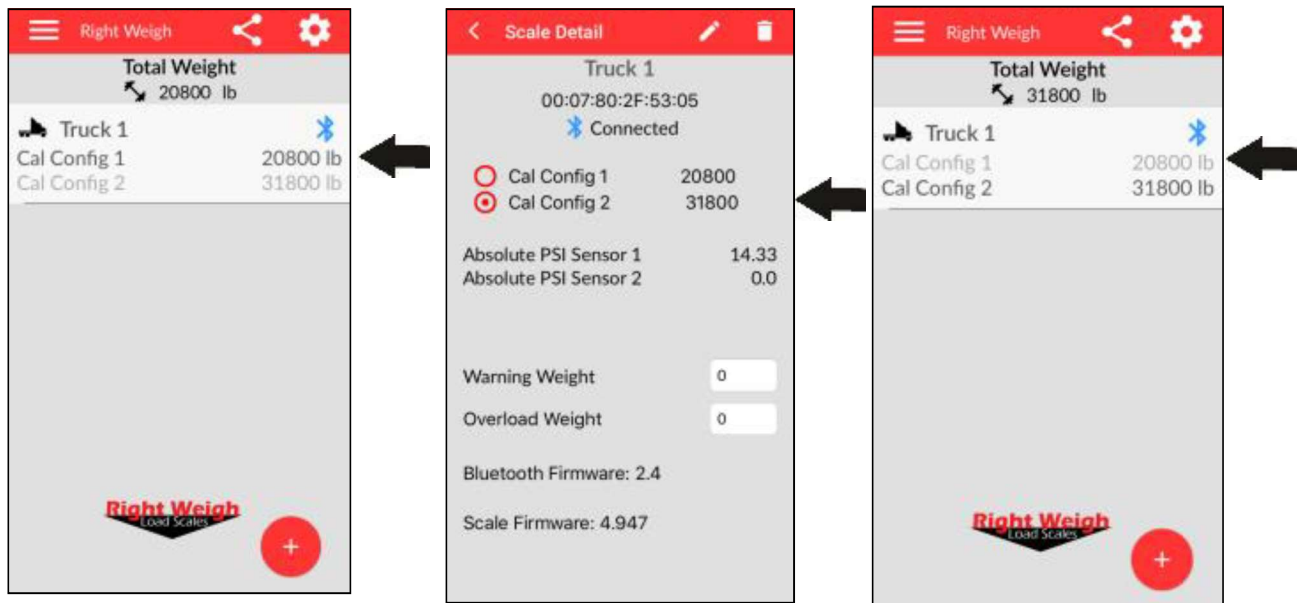 Right Weigh
Total Weight
20800 lb
Truck 1
Cal Config 1 20800 lb
Cal Config 2 31800 lb
Right Weigh
Load Scales
+
Scale Detail
Truck 1
00:07:80:2F:53:05
Connected
Cal Config 1 20800
Cal Config 2 31800
Absolute PSI Sensor 1 14.33
Absolute PSI Sensor 2 0.0
Warning Weight 0
Overload Weight 0
Bluetooth Firmware: 2.4
Scale Firmware: 4.947
Right Weigh
Total Weight
31800 lb
Truck 1
Cal Config 1 20800 lb
Cal Config 2 31800 lb
Right Weigh
Load Scales
+